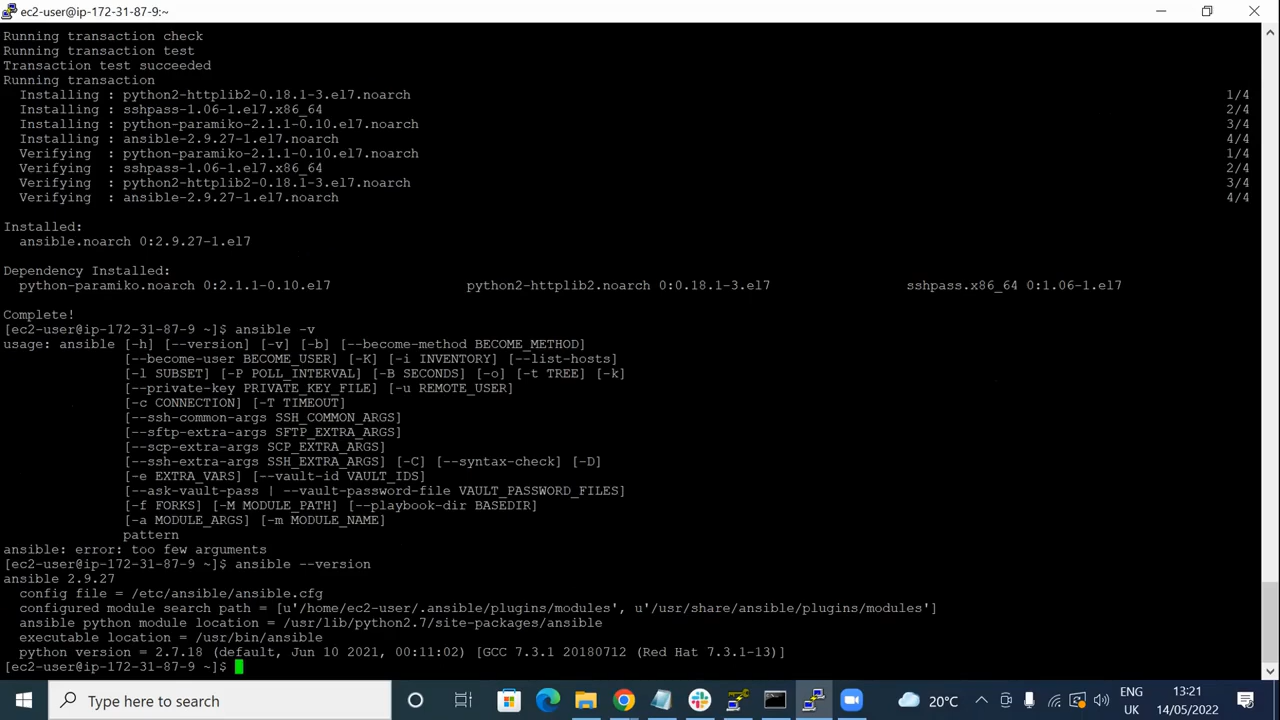 ec2-user@ip-172-31-87-9:~
Running transaction check
Running transaction test
Transaction test succeeded
Running transaction
  Installing : python2-httplib2-0.18.1-3.el7.noarch 1/4
  Installing : sshpass-1.06-1.el7.x86_64 2/4
  Installing : python-paramiko-2.1.1-0.10.el7.noarch 3/4
  Installing : ansible-2.9.27-1.el7.noarch 4/4
  Verifying  : python-paramiko-2.1.1-0.10.el7.noarch 1/4
  Verifying  : sshpass-1.06-1.el7.x86_64 2/4
  Verifying  : python2-httplib2-0.18.1-3.el7.noarch 3/4
  Verifying  : ansible-2.9.27-1.el7.noarch 4/4
Installed:
  ansible.noarch 0:2.9.27-1.el7
Dependency Installed:
  python-paramiko.noarch 0:2.1.1-0.10.el7 python2-httplib2.noarch 0:0.18.1-3.el7 sshpass.x86_64 0:1.06-1.el7
Complete!
[ec2-user@ip-172-31-87-9 ~]$ ansible -v
usage: ansible [-h] [--version] [-v] [-b] [--become-method BECOME_METHOD]
               [--become-user BECOME_USER] [-K] [-i INVENTORY] [--list-hosts]
               [-l SUBSET] [-P POLL_INTERVAL] [-B SECONDS] [-o] [-t TREE] [-k]
               [--private-key PRIVATE_KEY_FILE] [-u REMOTE_USER]
               [-c CONNECTION] [-T TIMEOUT]
               [--ssh-common-args SSH_COMMON_ARGS]
               [--sftp-extra-args SFTP_EXTRA_ARGS]
               [--scp-extra-args SCP_EXTRA_ARGS]
               [--ssh-extra-args SSH_EXTRA_ARGS] [-C] [--syntax-check] [-D]
               [-e EXTRA_VARS] [--vault-id VAULT_IDS]
               [--ask-vault-pass | --vault-password-file VAULT_PASSWORD_FILES]
               [-f FORKS] [-M MODULE_PATH] [--playbook-dir BASEDIR]
               [-a MODULE_ARGS] [-m MODULE_NAME]
               pattern
ansible: error: too few arguments
[ec2-user@ip-172-31-87-9 ~]$ ansible --version
ansible 2.9.27
  config file = /etc/ansible/ansible.cfg
  configured module search path = [u'/home/ec2-user/.ansible/plugins/modules', u'/usr/share/ansible/plugins/modules']
  ansible python module location = /usr/lib/python2.7/site-packages/ansible
  executable location = /usr/bin/ansible
  python version = 2.7.18 (default, Jun 10 2021, 00:11:02) [GCC 7.3.1 20180712 (Red Hat 7.3.1-13)]
[ec2-user@ip-172-31-87-9 ~]$
Type here to search
20°C
ENG
UK
13:21
14/05/2022